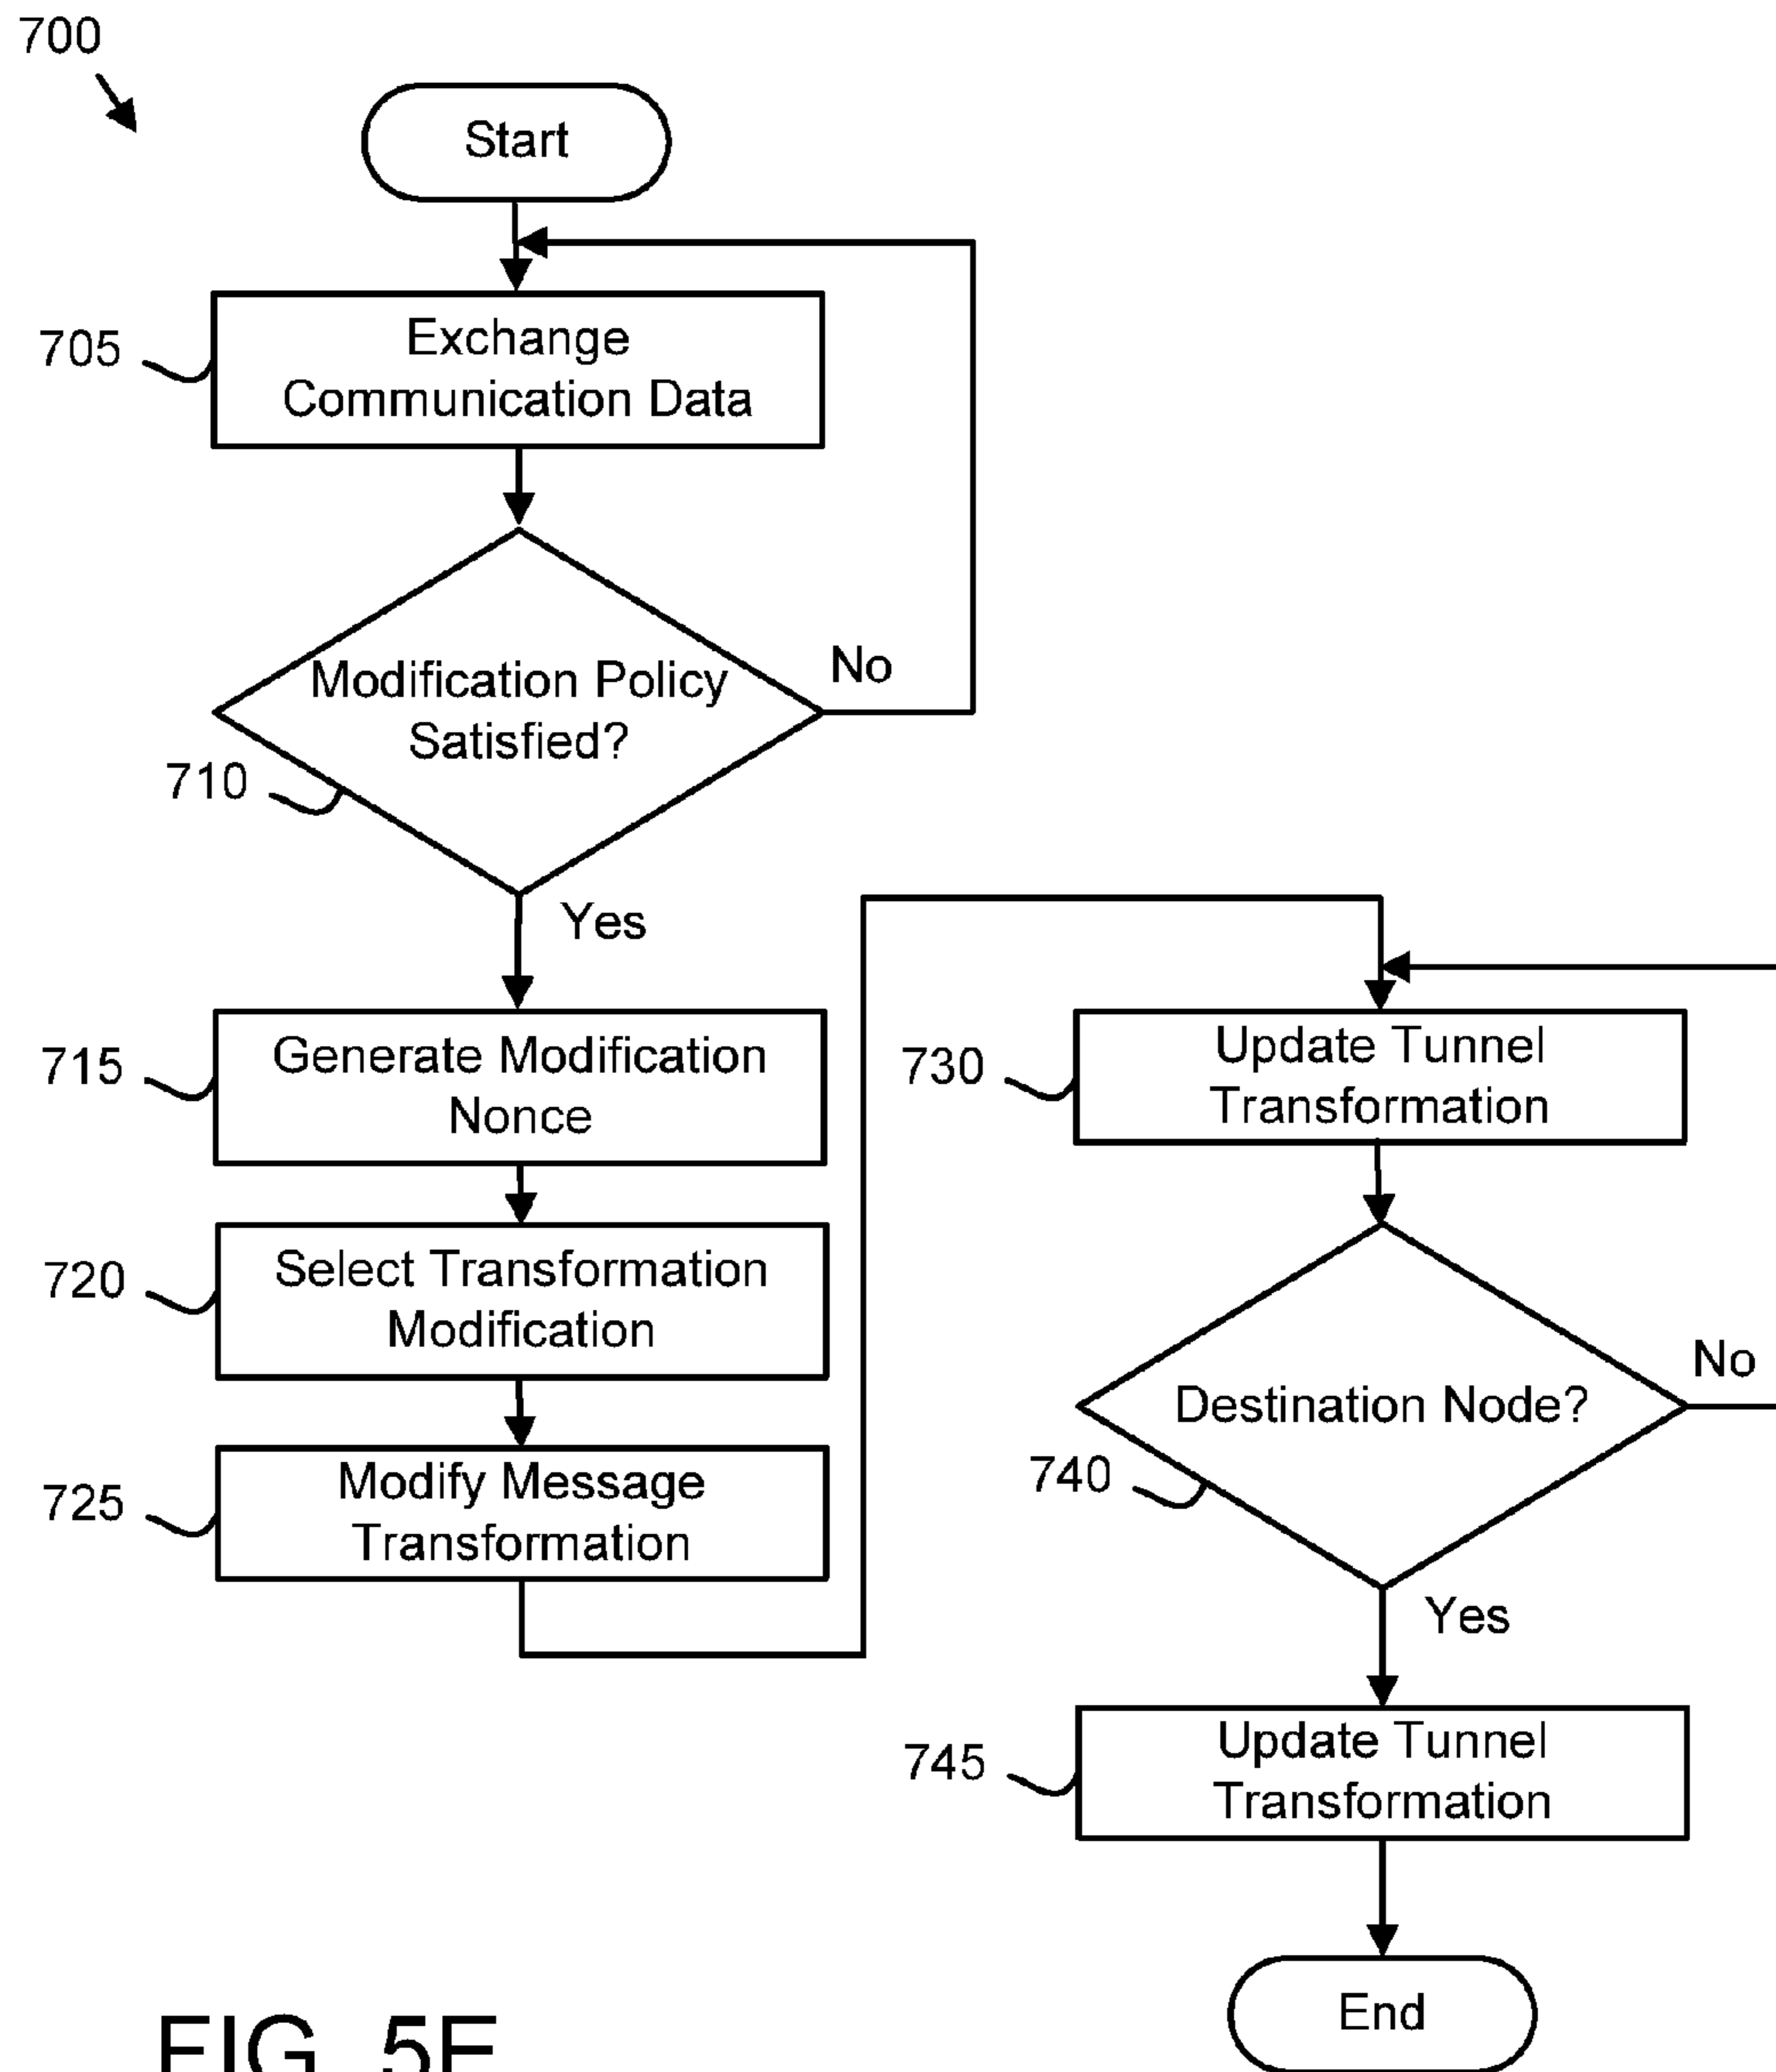 700
Start
705
Exchange
Communication Data
Modification Policy
Satisfied?
No
710
Yes
715
Generate Modification
Nonce
720
Select Transformation
Modification
725
Modify Message
Transformation
730
Update Tunnel
Transformation
Destination Node?
No
740
Yes
745
Update Tunnel
Transformation
End